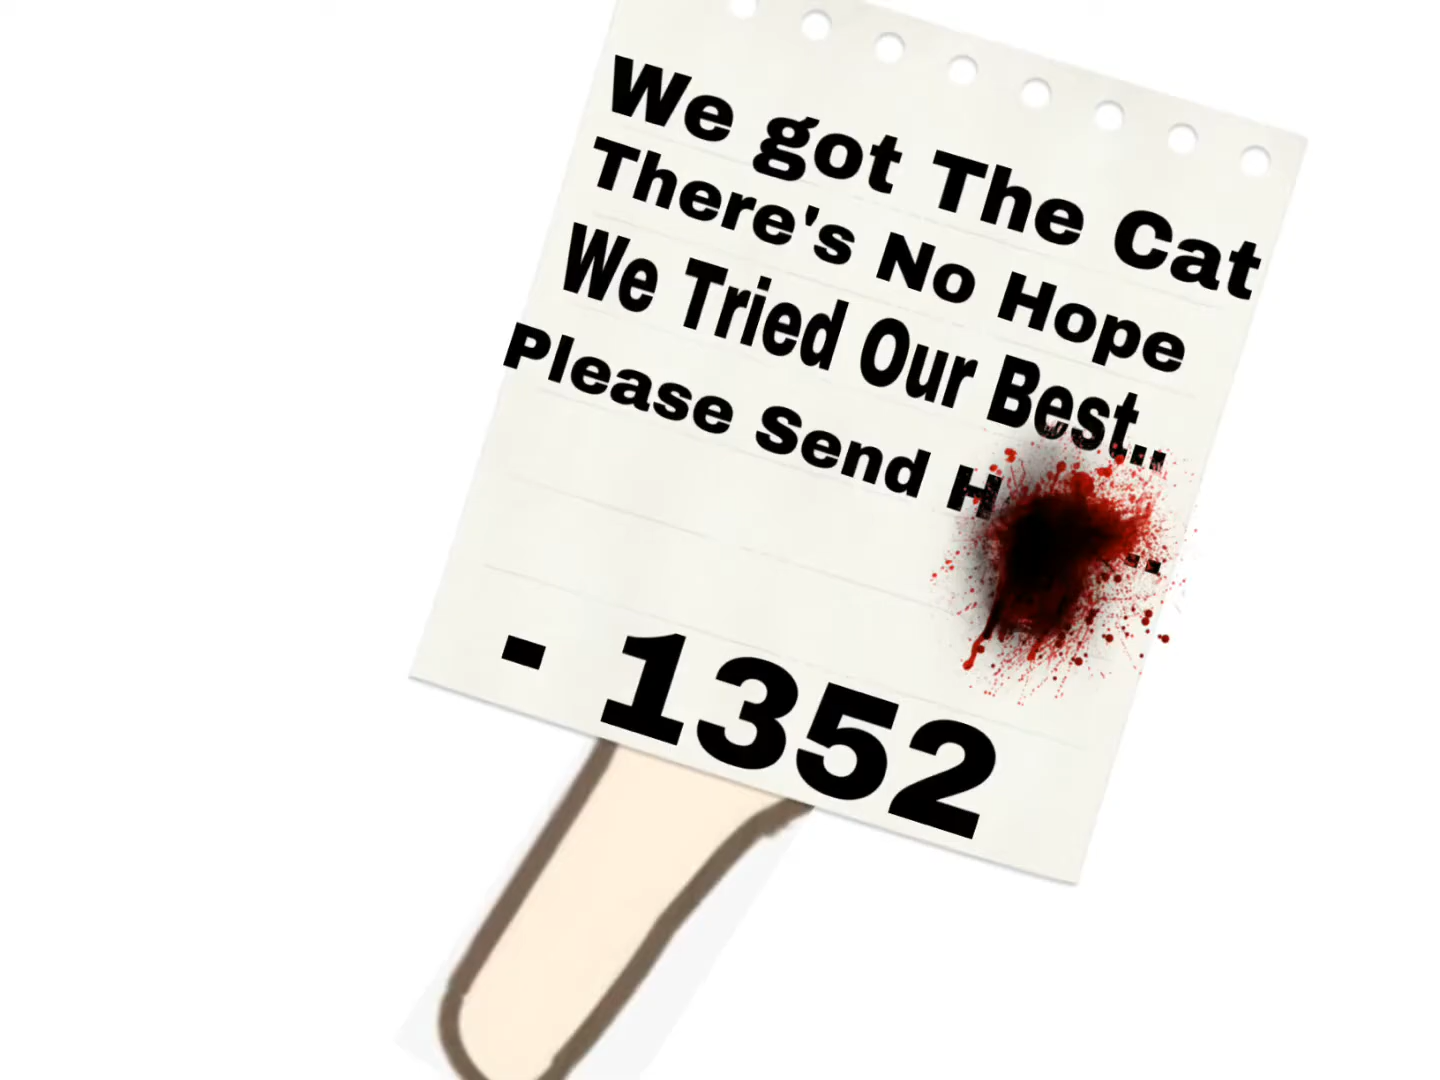 We got The Cat
There's No Hope
We Tried Our Best..
Please Send H ..
- 1352